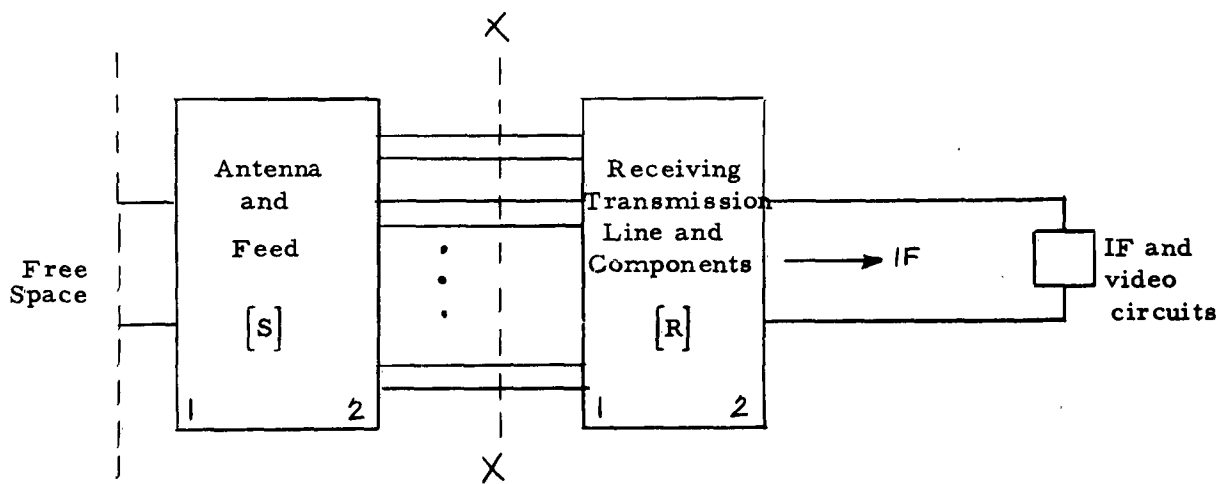 X
Antenna
and
Feed
[S]
1 2
Free
Space
Receiving
Transmission
Line and
Components
[R]
1 2
IF
IF and
video
circuits
X